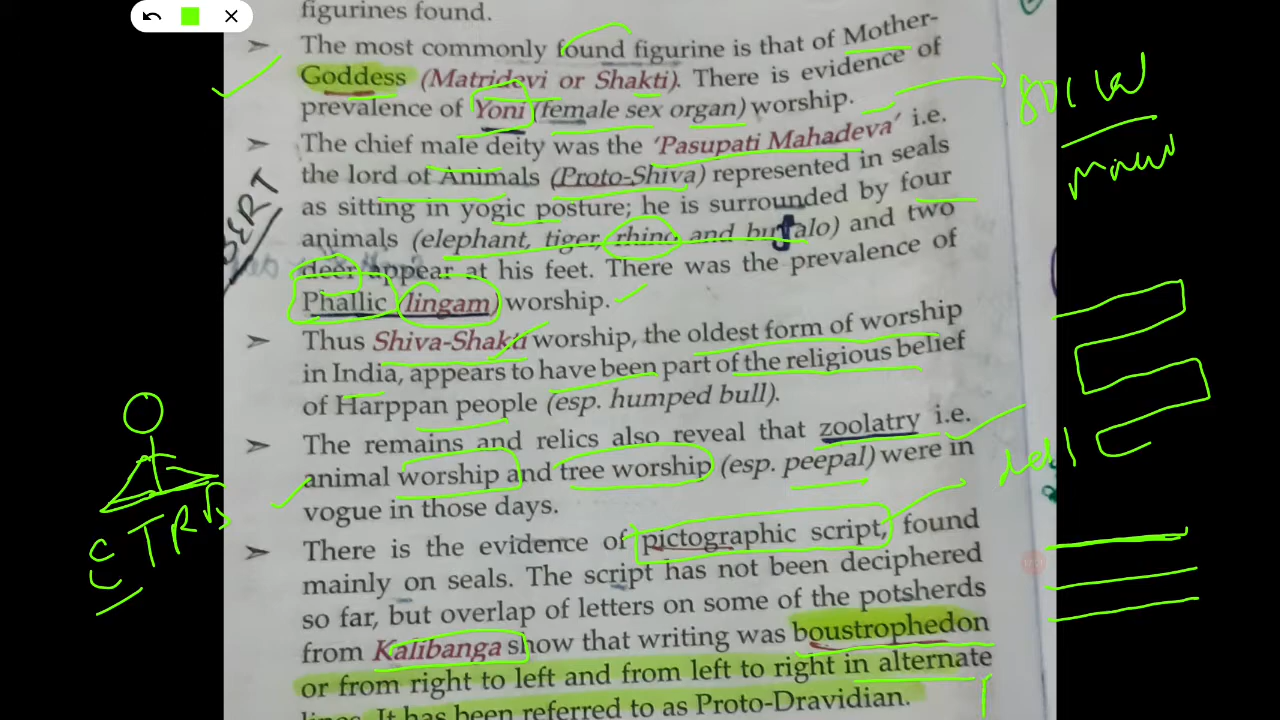 figurines found.
➤ The most commonly found figurine is that of Mother-
Goddess (Matridevi or Shakti). There is evidence of
prevalence of Yoni (female sex organ) worship.
➤ The chief male deity was the 'Pasupati Mahadeva' i.e.
the lord of Animals (Proto-Shiva) represented in seals
as sitting in yogic posture; he is surrounded by four
animals (elephant, tiger, rhino and buffalo) and two
deer appear at his feet. There was the prevalence of
Phallic (lingam) worship.
➤ Thus Shiva-Shakti worship, the oldest form of worship
in India, appears to have been part of the religious belief
of Harppan people (esp. humped bull).
➤ The remains and relics also reveal that zoolatry i.e.
animal worship and tree worship (esp. peepal) were in
vogue in those days.
➤ There is the evidence of pictographic script, found
mainly on seals. The script has not been deciphered
so far, but overlap of letters on some of the potsherds
from Kalibanga show that writing was boustrophedon
or from right to left and from left to right in alternate
lines. It has been referred to as Proto-Dravidian.
ETR